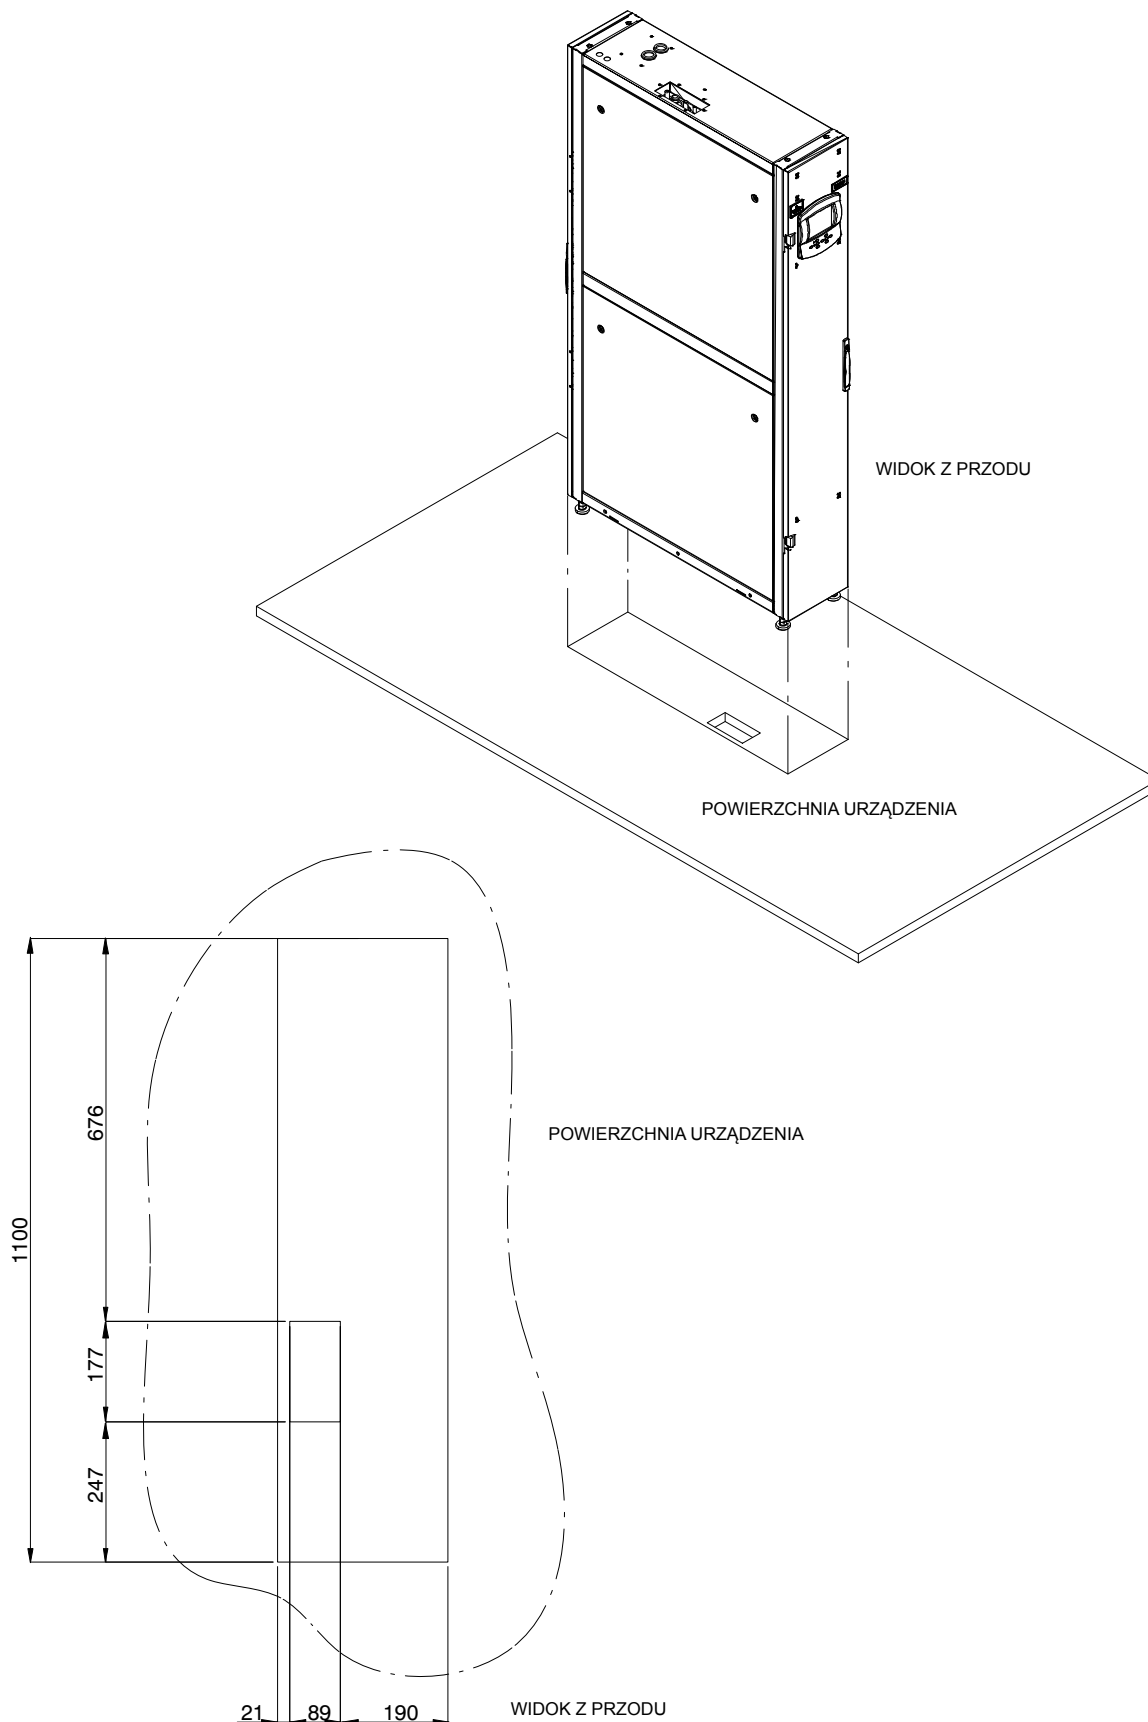 WIDOK Z PRZODU
POWIERZCHNIA URZĄDZENIA
676
POWIERZCHNIA URZĄDZENIA
1100
177
247
21 89 190
WIDOK Z PRZODU